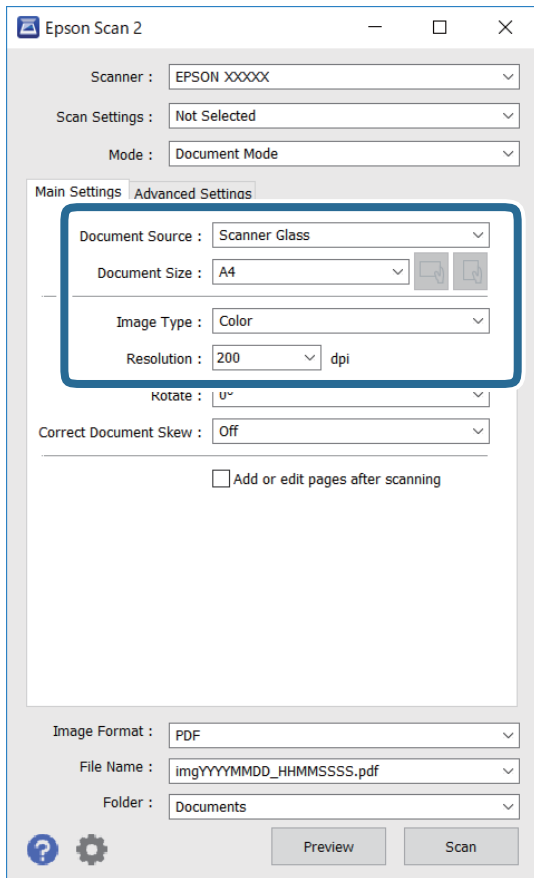 Epson Scan 2
Scanner : EPSON XXXXX
Scan Settings : Not Selected
Mode : Document Mode
Main Settings Advanced Settings
Document Source : Scanner Glass
Document Size : A4
Image Type : Color
Resolution : 200 dpi
Rotate : 0°
Correct Document Skew : Off
Add or edit pages after scanning
Image Format : PDF
File Name : imgYYYYMMDD_HHMMSSSS.pdf
Folder : Documents
? Preview Scan